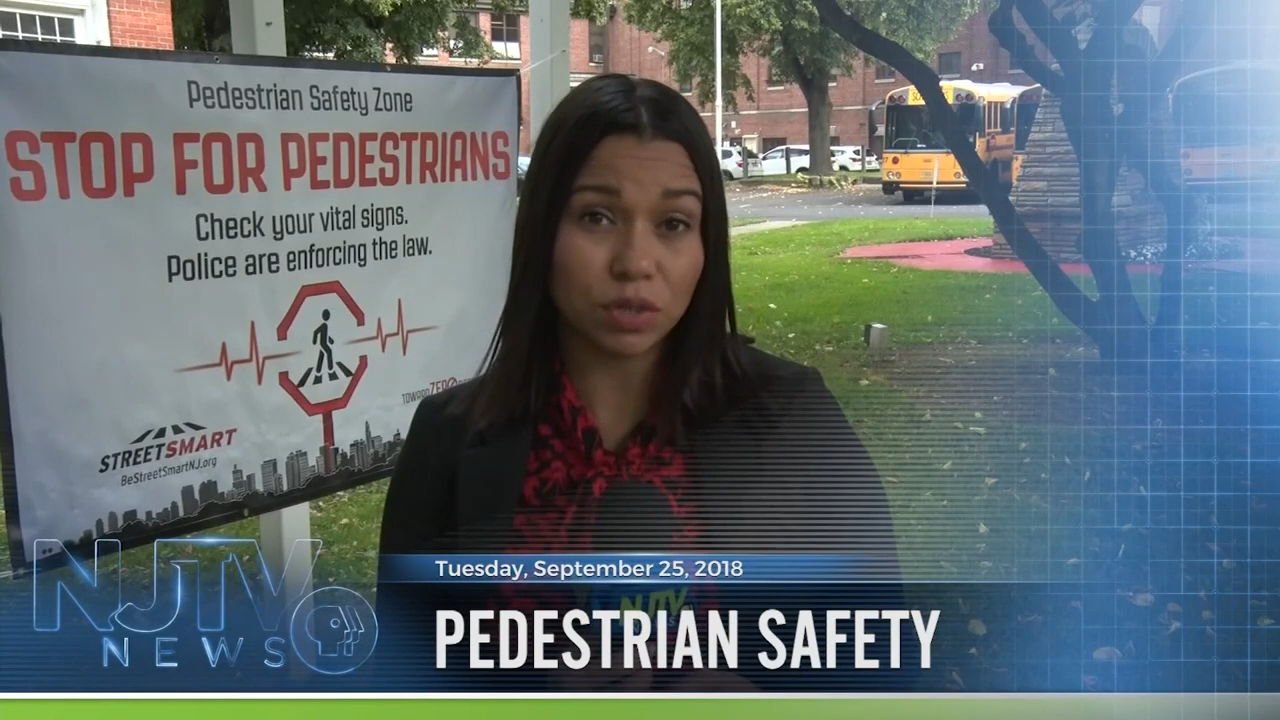 Pedestrian Safety Zone
STOP FOR PEDESTRIANS
Check your vital signs.
Police are enforcing the law.
TOWARD ZERO
STREETSMART
BeStreetSmartNJ.org
Tuesday, September 25, 2018
NJTV
NEWS
PEDESTRIAN SAFETY
NJTV